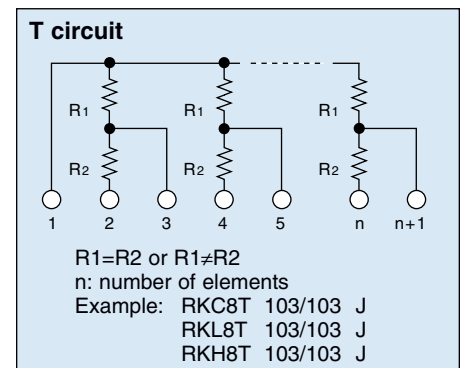 T circuit
R1 R1 R1
R2 R2 R2
1 2 3 4 5 n n+1
R1=R2 or R1≠R2
n: number of elements
Example: RKC8T 103/103 J
RKL8T 103/103 J
RKH8T 103/103 J